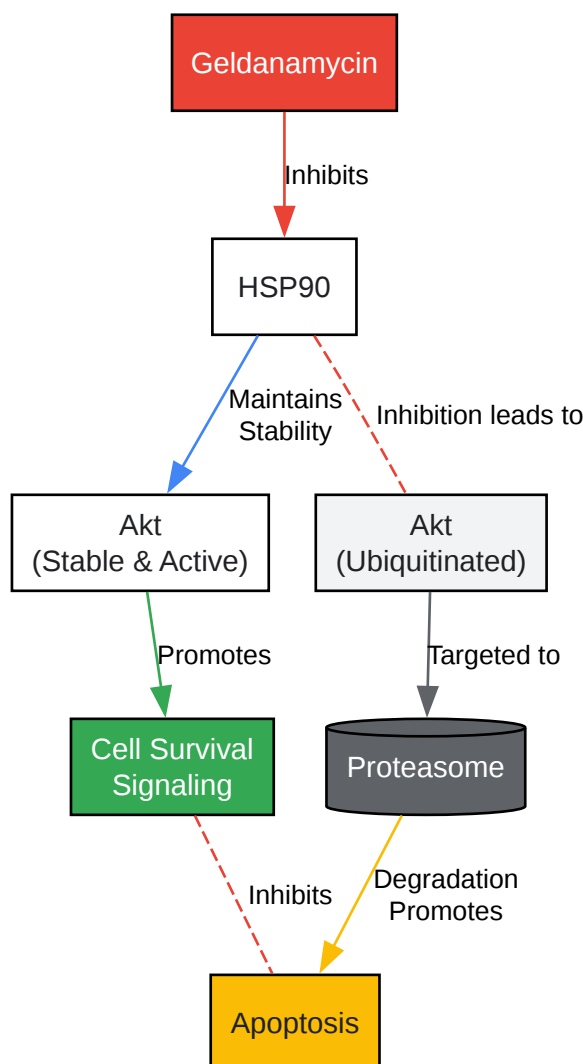 Geldanamycin
Inhibits
HSP90
Maintains
Stability
Inhibition leads to
Akt
(Stable & Active)
Akt
(Ubiquitinated)
Promotes
Targeted to
Cell Survival
Signaling
Proteasome
Inhibits
Degradation
Promotes
Apoptosis